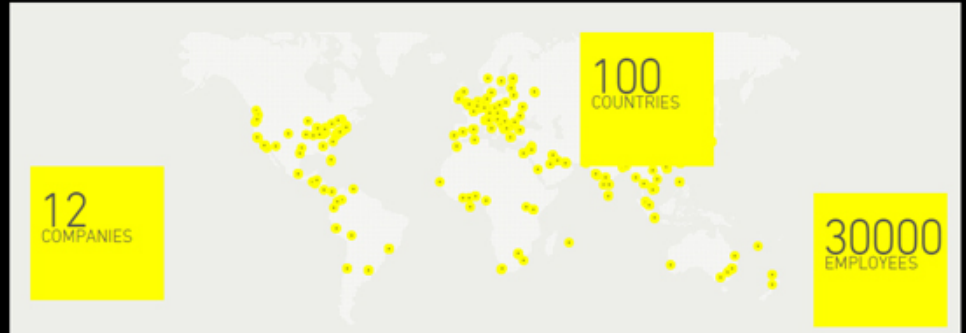 100
COUNTRIES
12
COMPANIES
30000
EMPLOYEES